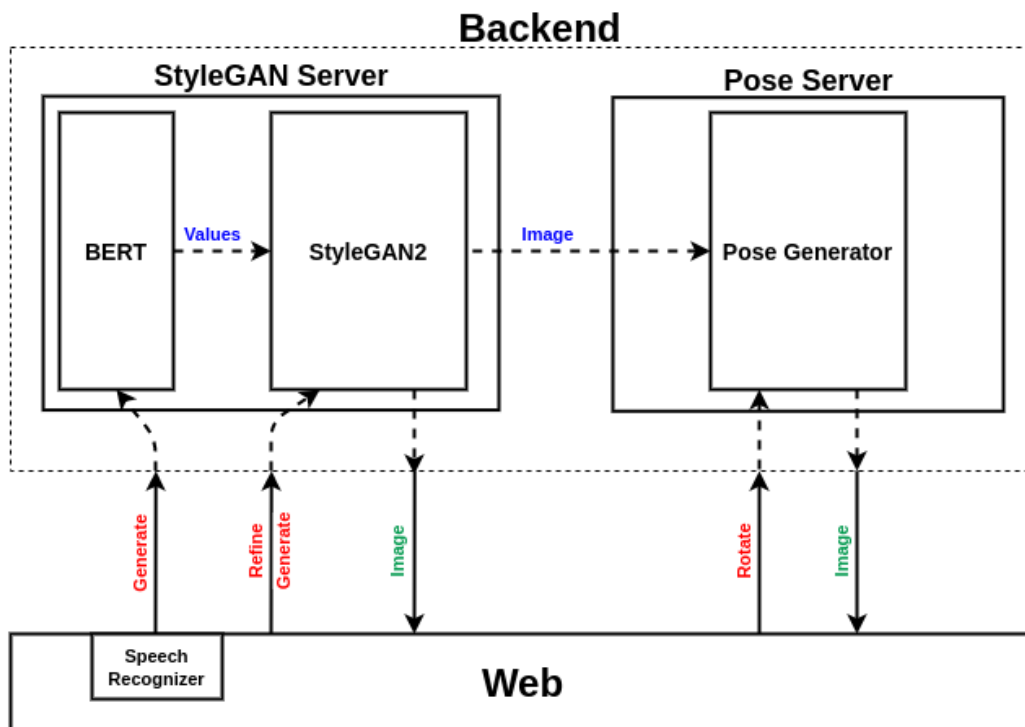 Backend
StyleGAN Server
Pose Server
BERT
Values
StyleGAN2
Image
Pose Generator
Generate
Refine
Generate
Image
Rotate
Image
Speech
Recognizer
Web